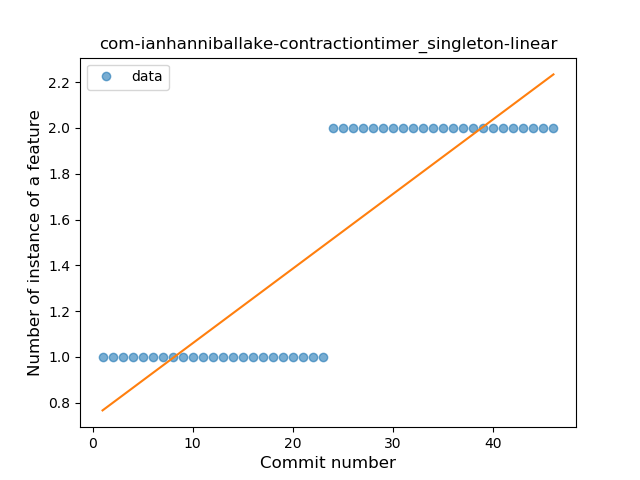 com-ianhanniballake-contractiontimer_singleton-linear
data
Number of instance of a feature
2.2
2.0
1.8
1.6
1.4
1.2
1.0
0.8
0 10 20 30 40
Commit number